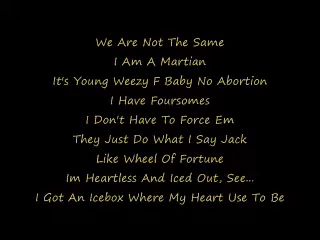 We Are Not The Same
I Am A Martian
It's Young Weezy F Baby No Abortion
I Have Foursomes
I Don't Have To Force Em
They Just Do What I Say Jack
Like Wheel Of Fortune
Im Heartless And Iced Out, See...
I Got An Icebox Where My Heart Use To Be